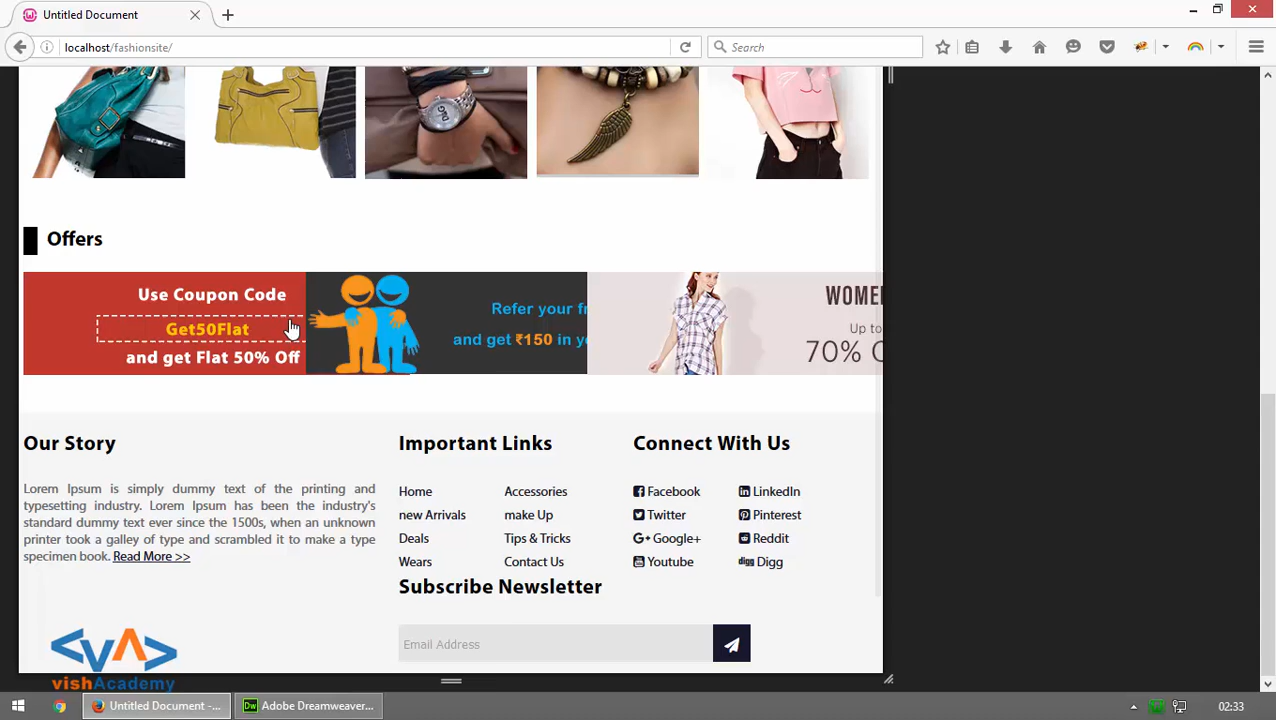 Untitled Document
localhost/fashionsite/
Search
Offers
Use Coupon Code
Get50Flat
and get Flat 50% Off
Refer your fr
and get ₹150 in yo
WOME
Up to
70% O
Our Story
Important Links
Connect With Us
Lorem Ipsum is simply dummy text of the printing and
typesetting industry. Lorem Ipsum has been the industry's
standard dummy text ever since the 1500s, when an unknown
printer took a galley of type and scrambled it to make a type
specimen book. Read More >>
Home
Accessories
new Arrivals
make Up
Deals
Tips & Tricks
Wears
Contact Us
Facebook
LinkedIn
Twitter
Pinterest
G+ Google+
Reddit
Youtube
digg Digg
Subscribe Newsletter
Email Address
vishAcademy
Untitled Document -...
Dw Adobe Dreamweaver...
02:33